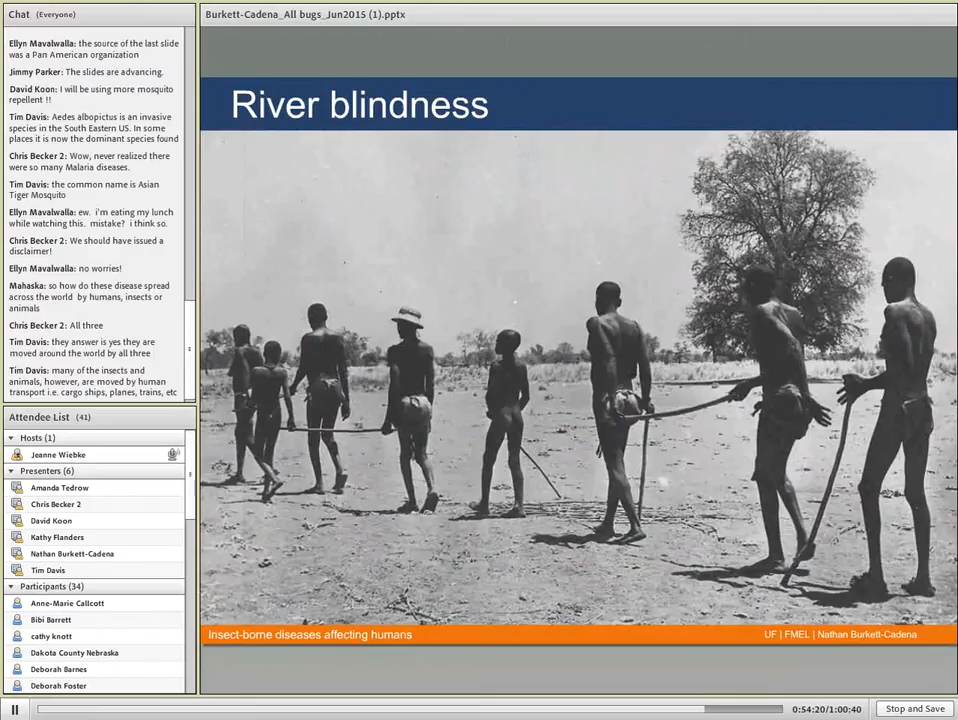 Chat (Everyone)
Ellyn Mavalwalla: the source of the last slide
was a Pan American organization
Jimmy Parker: The slides are advancing.
David Koon: I will be using more mosquito
repellent !!
Tim Davis: Aedes albopictus is an invasive
species in the South Eastern US. In some
places it is now the dominant species found
Chris Becker 2: Wow, never realized there
were so many Malaria diseases.
Tim Davis: the common name is Asian
Tiger Mosquito
Ellyn Mavalwalla: ew. i'm eating my lunch
while watching this. mistake? i think so.
Chris Becker 2: We should have issued a
disclaimer!
Ellyn Mavalwalla: no worries!
Mahaska: so how do these disease spread
across the world by humans, insects or
animals
Chris Becker 2: All three
Tim Davis: they answer is yes they are
moved around the world by all three
Tim Davis: many of the insects and
animals, however, are moved by human
transport i.e. cargo ships, planes, trains, etc
Attendee List (41)
Hosts (1)
Jeanne Wiebke
Presenters (6)
Amanda Tedrow
Chris Becker 2
David Koon
Kathy Flanders
Nathan Burkett-Cadena
Tim Davis
Participants (34)
Anne-Marie Callcott
Bibi Barrett
cathy knott
Dakota County Nebraska
Deborah Barnes
Deborah Foster
Burkett-Cadena_All bugs_Jun2015 (1).pptx
River blindness
Insect-borne diseases affecting humans
UF | FMEL | Nathan Burkett-Cadena
0:54:20/1:00:40
Stop and Save